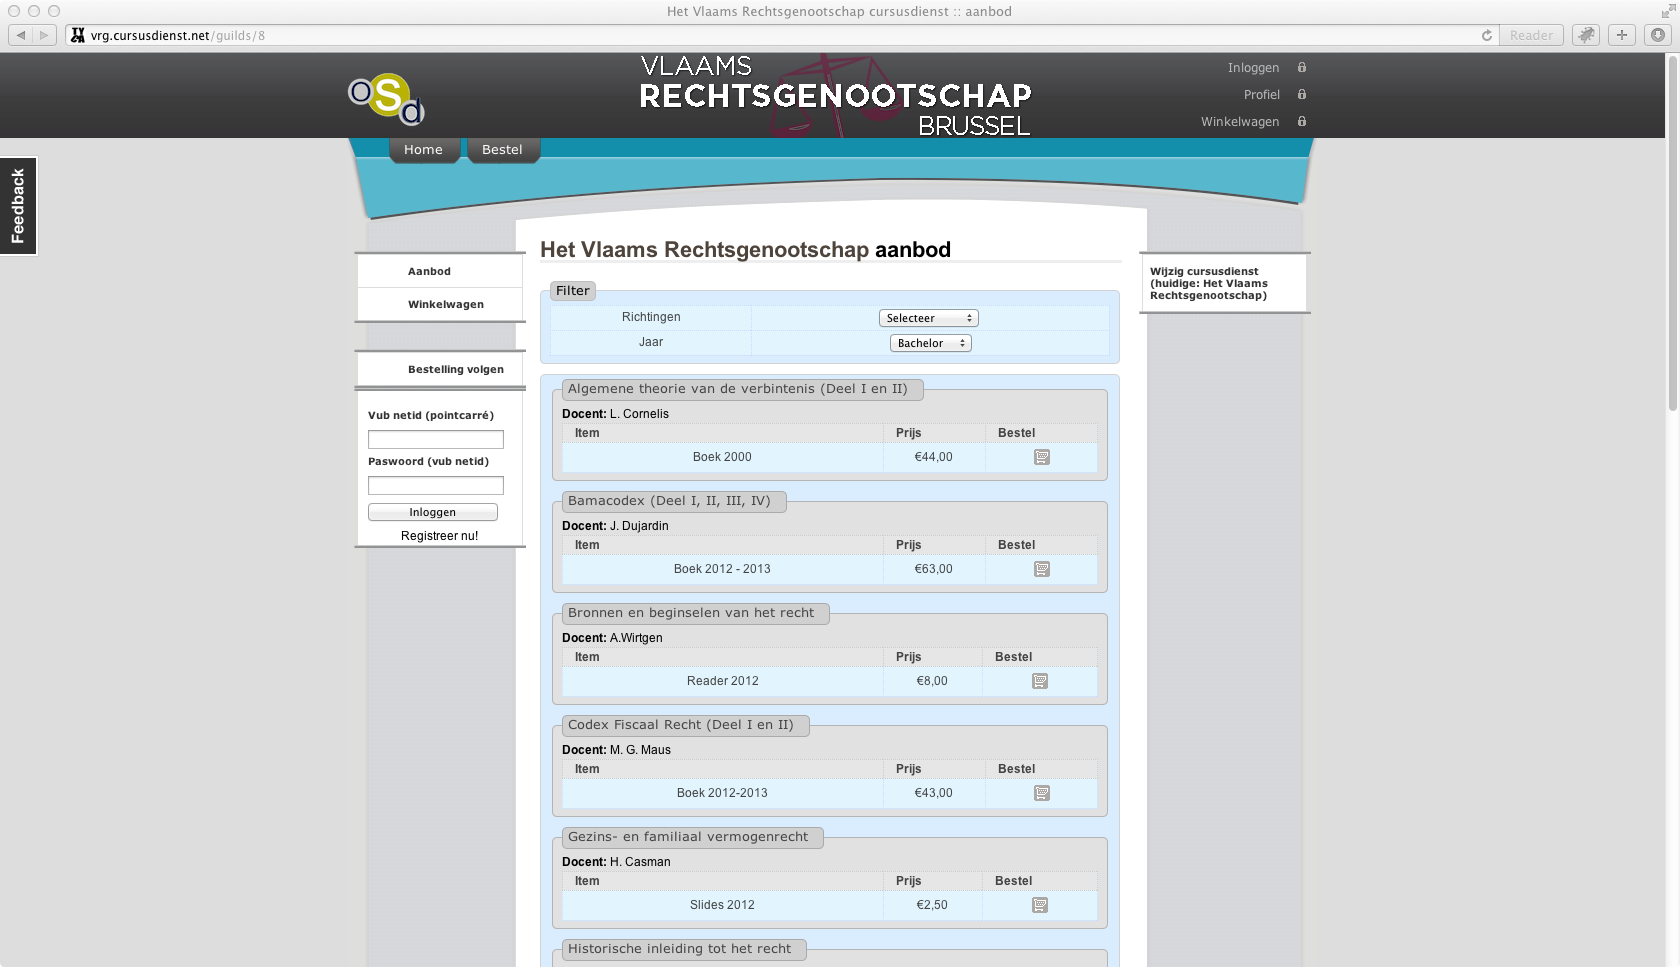 Het Vlaams Rechtsgenootschap cursusdienst :: aanbod
vrg.cursusdienst.net/guilds/8
Reader
osd
VLAAMS
RECHTSGENOOTSCHAP
BRUSSEL
Inloggen
Profiel
Winkelwagen
Home
Bestel
Feedback
Aanbod
Winkelwagen
Bestelling volgen
Vub netid (pointcarré)
Paswoord (vub netid)
Inloggen
Registreer nu!
Het Vlaams Rechtsgenootschap aanbod
Filter
Richtingen Selecteer
Jaar Bachelor
Algemene theorie van de verbintenis (Deel I en II)
Docent: L. Cornelis
Item Prijs Bestel
Boek 2000 €44,00
Bamacodex (Deel I, II, III, IV)
Docent: J. Dujardin
Item Prijs Bestel
Boek 2012 - 2013 €63,00
Bronnen en beginselen van het recht
Docent: A.Wirtgen
Item Prijs Bestel
Reader 2012 €8,00
Codex Fiscaal Recht (Deel I en II)
Docent: M. G. Maus
Item Prijs Bestel
Boek 2012-2013 €43,00
Gezins- en familiaal vermogenrecht
Docent: H. Casman
Item Prijs Bestel
Slides 2012 €2,50
Historische inleiding tot het recht
Wijzig cursusdienst
(huidige: Het Vlaams
Rechtsgenootschap)